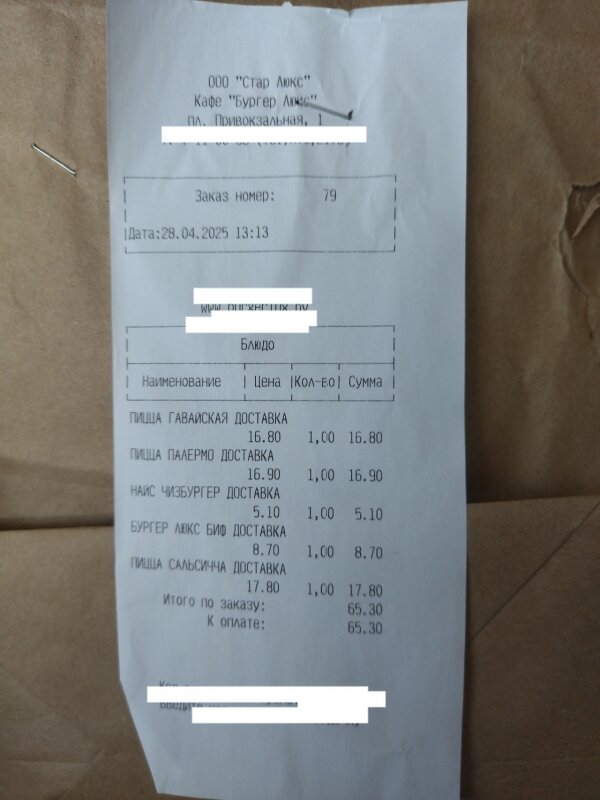 ООО "Стар Люкс"
Кафе "Бургер Люкс"
пл. Привокзальная, 1
Заказ номер: 79
Дата:28.04.2025 13:13
Блюдо
Наименование | Цена |Кол-во| Сумма
ПИЦЦА ГАВАЙСКАЯ ДОСТАВКА
16.80 1,00 16.80
ПИЦЦА ПАЛЕРМО ДОСТАВКА
16.90 1,00 16.90
НАЙС ЧИЗБУРГЕР ДОСТАВКА
5.10 1,00 5.10
БУРГЕР ЛЮКС БИФ ДОСТАВКА
8.70 1,00 8.70
ПИЦЦА САЛЬСИЧЧА ДОСТАВКА
17.80 1,00 17.80
Итого по заказу: 65.30
К оплате: 65.30
Введите